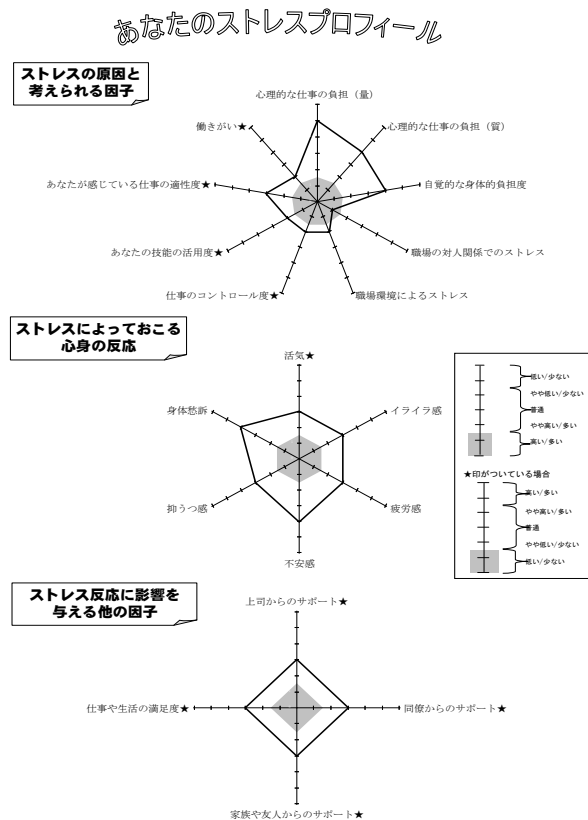 あなたのストレスプロフィール
ストレスの原因と
考えられる因子
心理的な仕事の負担（量）
働きがい★
心理的な仕事の負担（質）
あなたが感じている仕事の適性度★
自覚的な身体的負担度
あなたの技能の活用度★
職場の対人関係でのストレス
仕事のコントロール度★
職場環境によるストレス
ストレスによっておこる
心身の反応
活気★
身体愁訴
イライラ感
抑うつ感
疲労感
不安感
低い/少ない
やや低い/少ない
普通
やや高い/多い
高い/多い
★印がついている場合
高い/多い
やや高い/多い
普通
やや低い/少ない
低い/少ない
ストレス反応に影響を
与える他の因子
上司からのサポート★
仕事や生活の満足度★
同僚からのサポート★
家族や友人からのサポート★